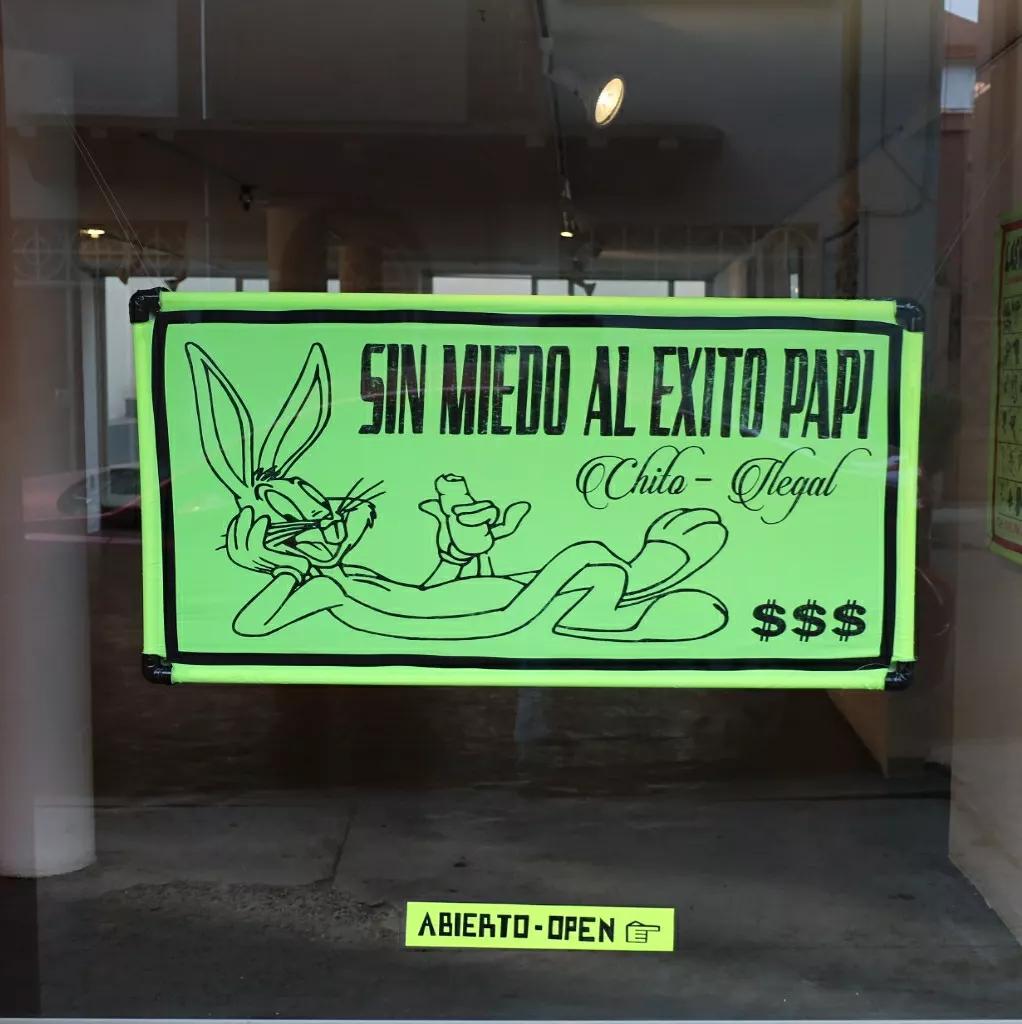 SIN MIEDO AL EXITO PAPI
Chito - Ilegal
$$$
ABIERTO - OPEN